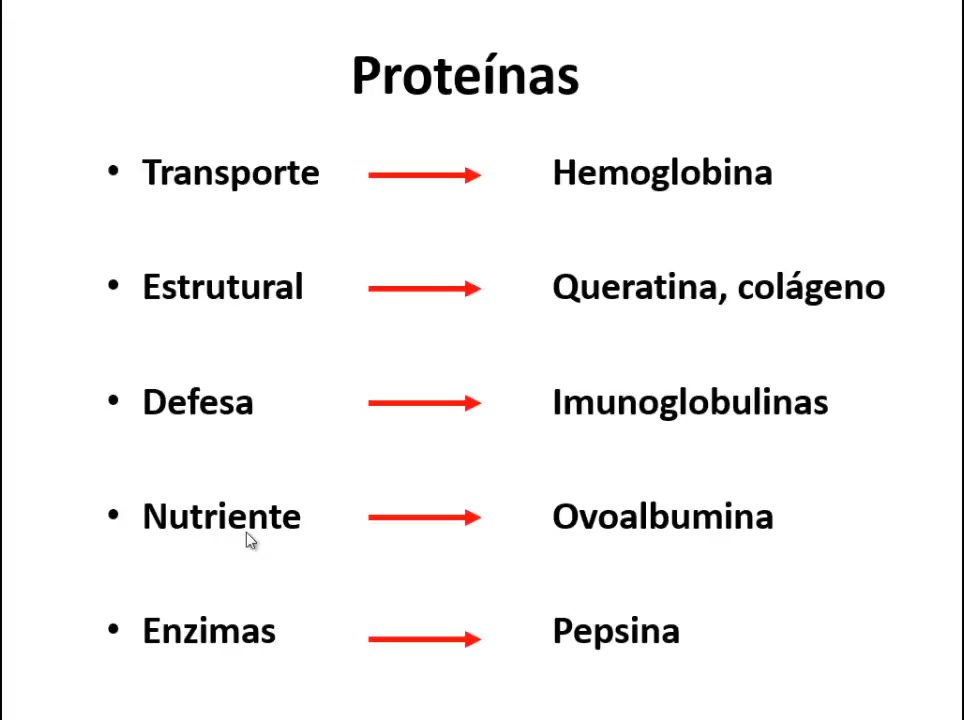 Proteínas
• Transporte → Hemoglobina
• Estrutural → Queratina, colágeno
• Defesa → Imunoglobulinas
• Nutriente → Ovoalbumina
• Enzimas → Pepsina